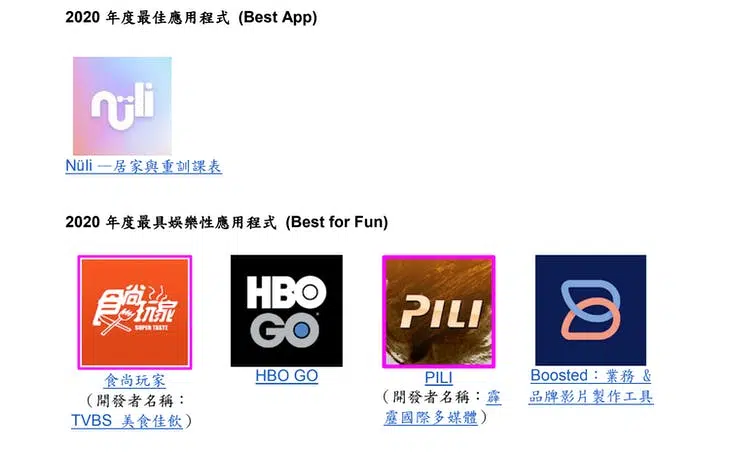 2020 年度最佳應用程式 (Best App)
nüli
Nüli —居家與重訓課表
2020 年度最具娛樂性應用程式 (Best for Fun)
食尚玩家
SUPER TASTE
HBO
GO
PILI
食尚玩家
(開發者名稱：
TVBS 美食佳飲)
HBO GO
PILI
(開發者名稱：霹
靂國際多媒體)
Boosted：業務 &
品牌影片製作工具